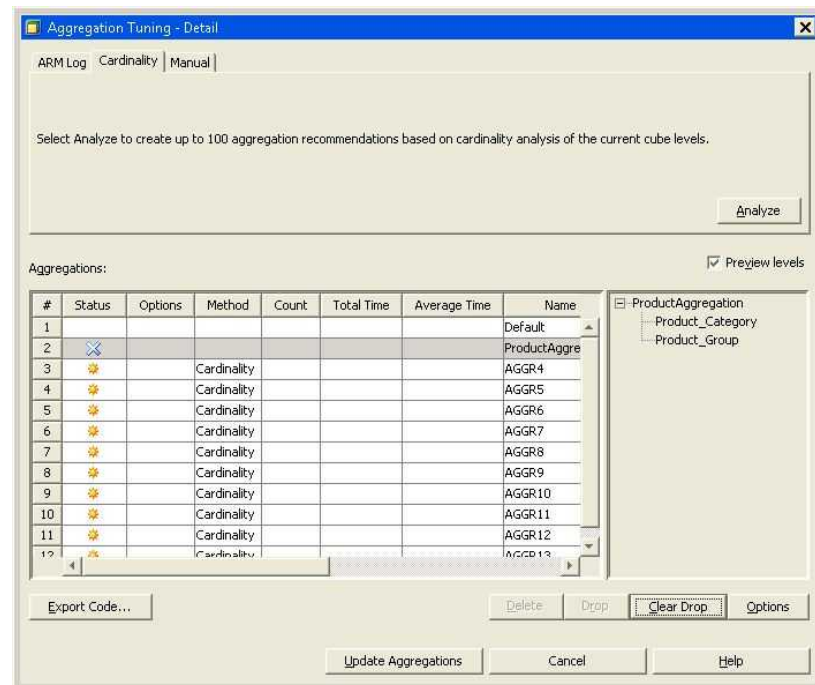 Aggregation Tuning - Detail
ARM Log Cardinality Manual
Select Analyze to create up to 100 aggregation recommendations based on cardinality analysis of the current cube levels.
Analyze
Aggregations:
Preview levels
# Status Options Method Count Total Time Average Time Name
1 Default
2 ProductAggre
3 Cardinality AGGR4
4 Cardinality AGGR5
5 Cardinality AGGR6
6 Cardinality AGGR7
7 Cardinality AGGR8
8 Cardinality AGGR9
9 Cardinality AGGR10
10 Cardinality AGGR11
11 Cardinality AGGR12
12 Cardinality AGGR13
ProductAggregation
Product_Category
Product_Group
Export Code... Delete Drop Clear Drop Options
Update Aggregations Cancel Help